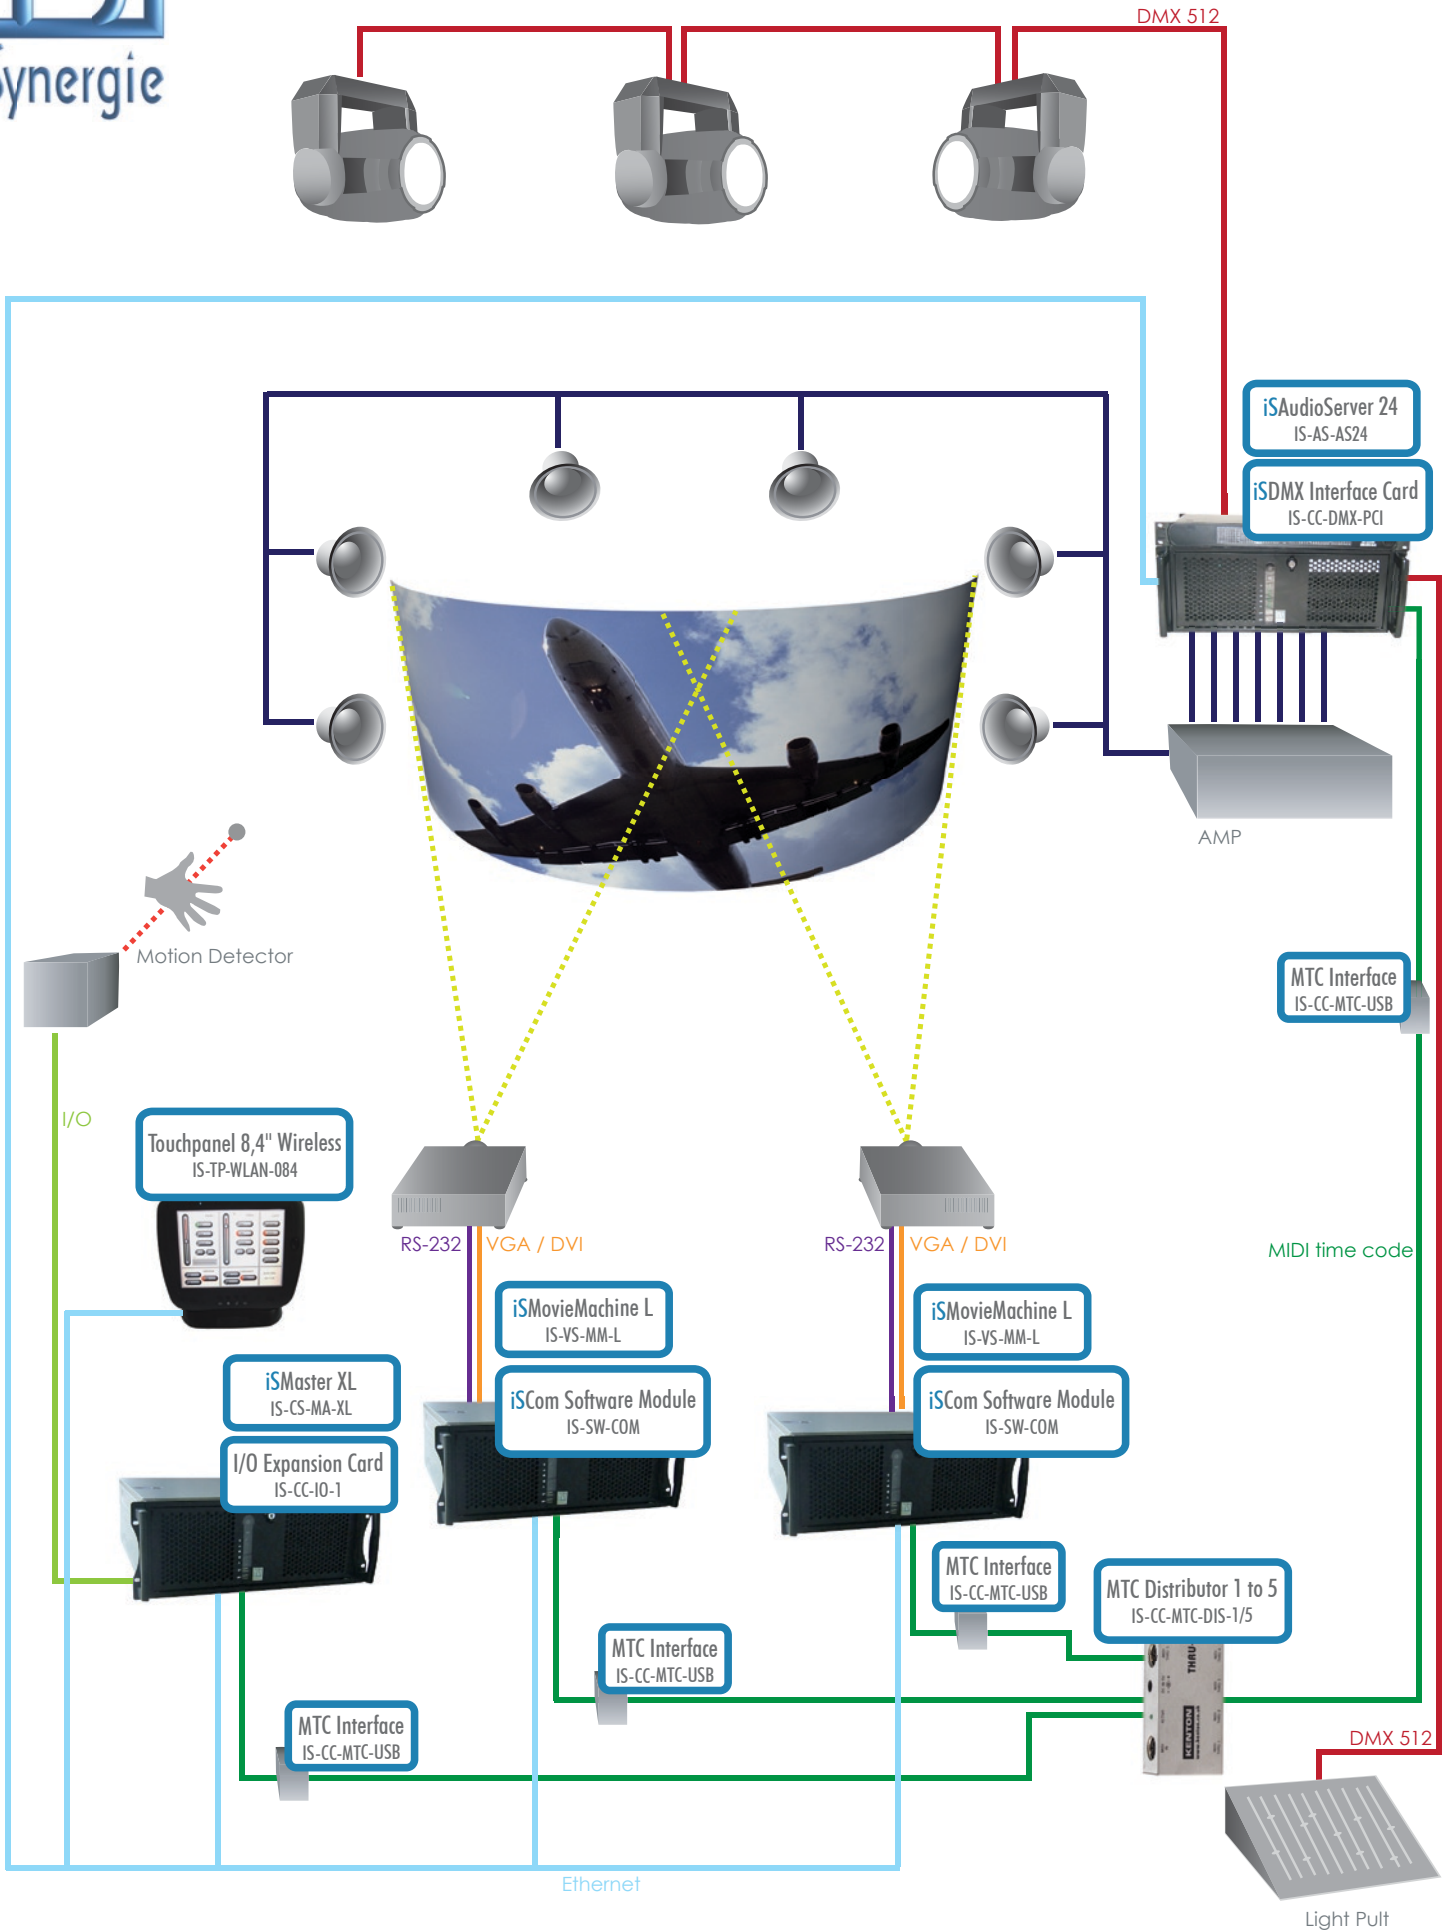 DMX 512
Synergie
iSAudioServer 24
IS-AS-AS24
iSDMX Interface Card
IS-CC-DMX-PCI
AMP
Motion Detector
MTC Interface
IS-CC-MTC-USB
I/O
Touchpanel 8,4" Wireless
IS-TP-WLAN-084
RS-232
VGA / DVI
RS-232
VGA / DVI
MIDI time code
iSMovieMachine L
IS-VS-MM-L
iSMovieMachine L
IS-VS-MM-L
iSMaster XL
IS-CS-MA-XL
iSCom Software Module
IS-SW-COM
iSCom Software Module
IS-SW-COM
I/O Expansion Card
IS-CC-IO-1
MTC Interface
IS-CC-MTC-USB
MTC Distributor 1 to 5
IS-CC-MTC-DIS-1/5
MTC Interface
IS-CC-MTC-USB
THRU-
KENTON
MTC Interface
IS-CC-MTC-USB
DMX 512
Ethernet
Light Pult